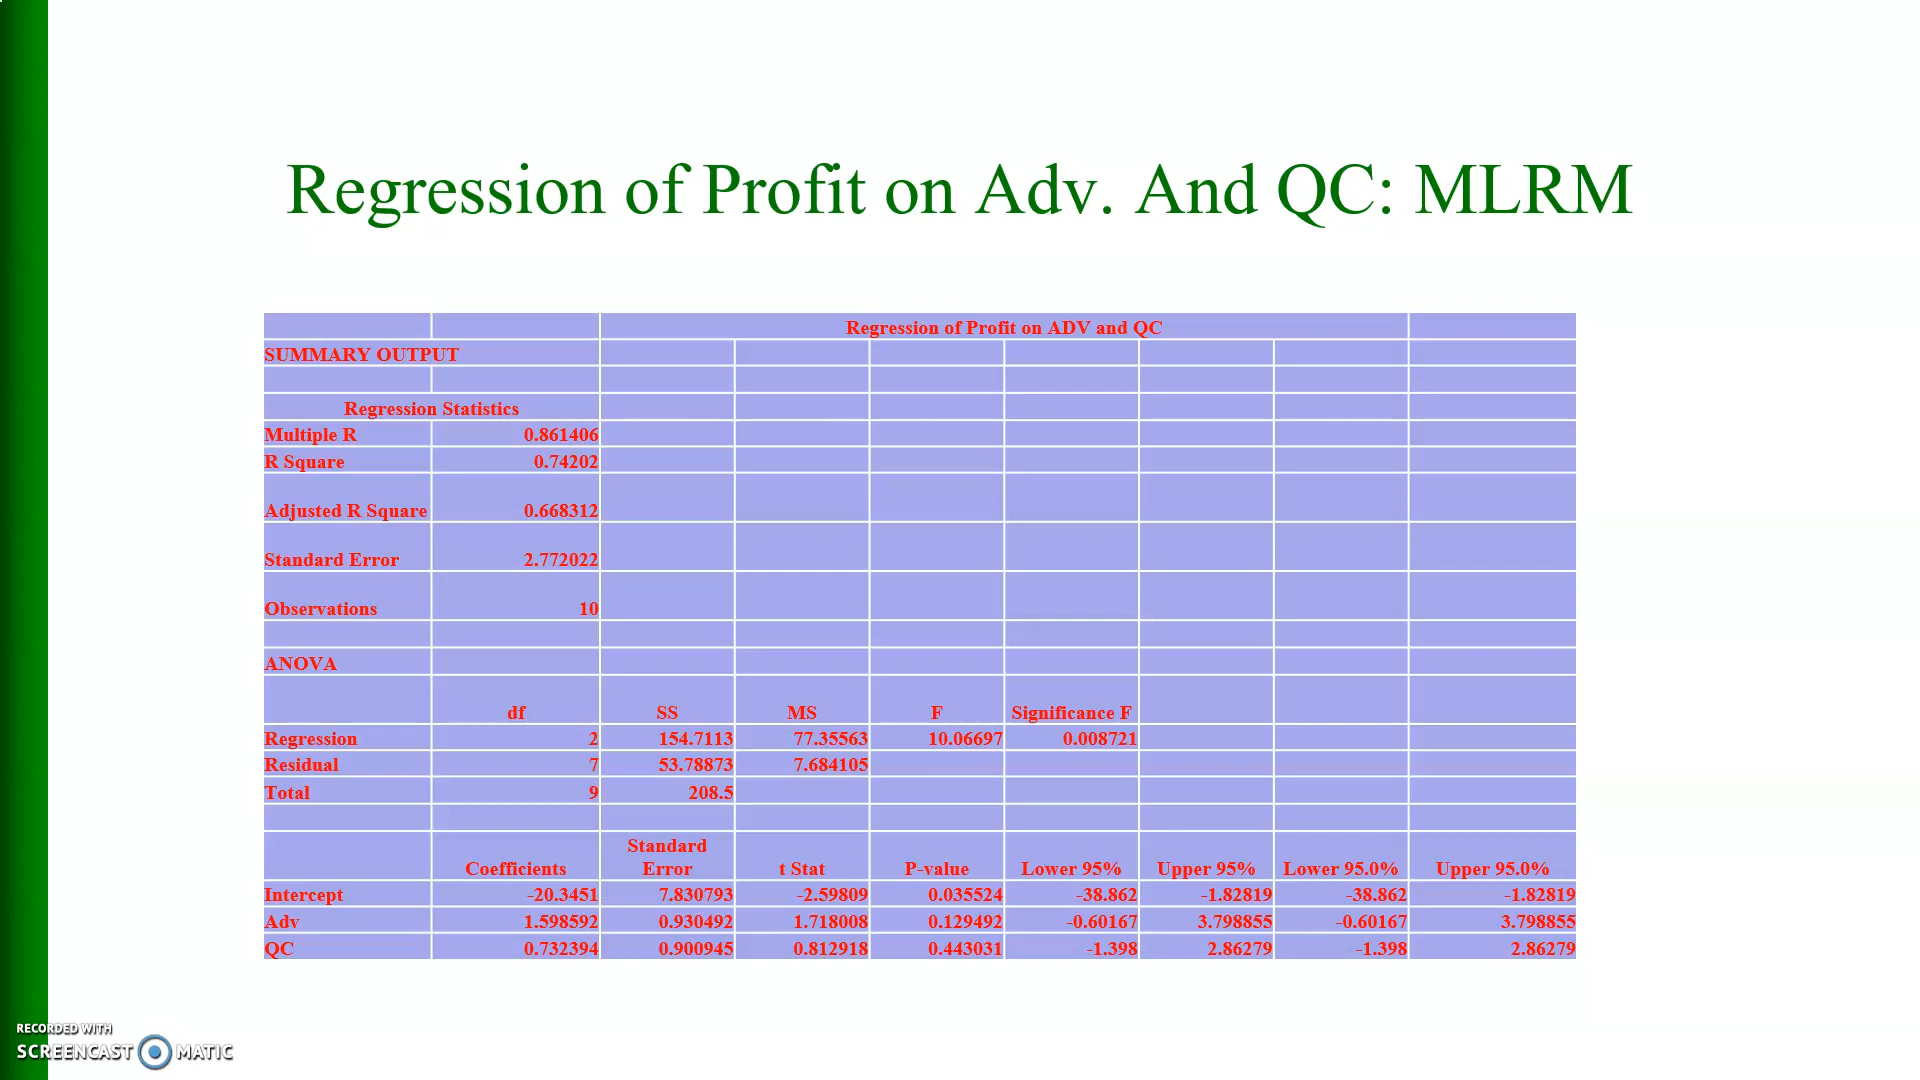 Regression of Profit on Adv. And QC: MLRM
Regression of Profit on ADV and QC
SUMMARY OUTPUT
Regression Statistics
Multiple R 0.861406
R Square 0.74202
Adjusted R Square 0.668312
Standard Error 2.772022
Observations 10
ANOVA
df SS MS F Significance F
Regression 2 154.7113 77.35563 10.06697 0.008721
Residual 7 53.78873 7.684105
Total 9 208.5
Coefficients Standard Error t Stat P-value Lower 95% Upper 95% Lower 95.0% Upper 95.0%
Intercept -20.3451 7.830793 -2.59809 0.035524 -38.862 -1.82819 -38.862 -1.82819
Adv 1.598592 0.930492 1.718008 0.129492 -0.60167 3.798855 -0.60167 3.798855
QC 0.732394 0.900945 0.812918 0.443031 -1.398 2.86279 -1.398 2.86279
RECORDED WITH
SCREENCAST MATIC